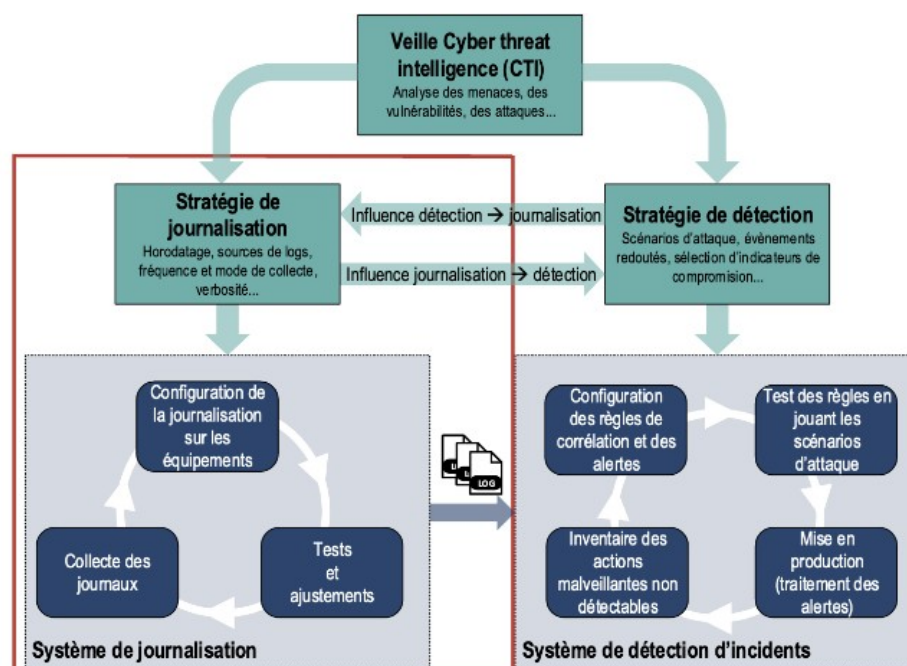 Veille Cyber threat
intelligence (CTI)
Analyse des menaces, des
vulnérabilités, des attaques...
Stratégie de
journalisation
Horodatage, sources de logs,
fréquence et mode de collecte,
verbosité...
Influence détection → journalisation
Influence journalisation → détection
Stratégie de détection
Scénarios d'attaque, évènements
redoutés, sélection d'indicateurs de
compromision...
Configuration de
la journalisation
sur les
équipements
Collecte des
journaux
Tests
et
ajustements
Système de journalisation
LOG
Configuration
des règles de
corrélation et des
alertes
Test des règles en
jouant les
scénarios
d'attaque
Inventaire des
actions
malveillantes non
détectables
Mise en
production
(traitement des
alertes)
Système de détection d'incidents